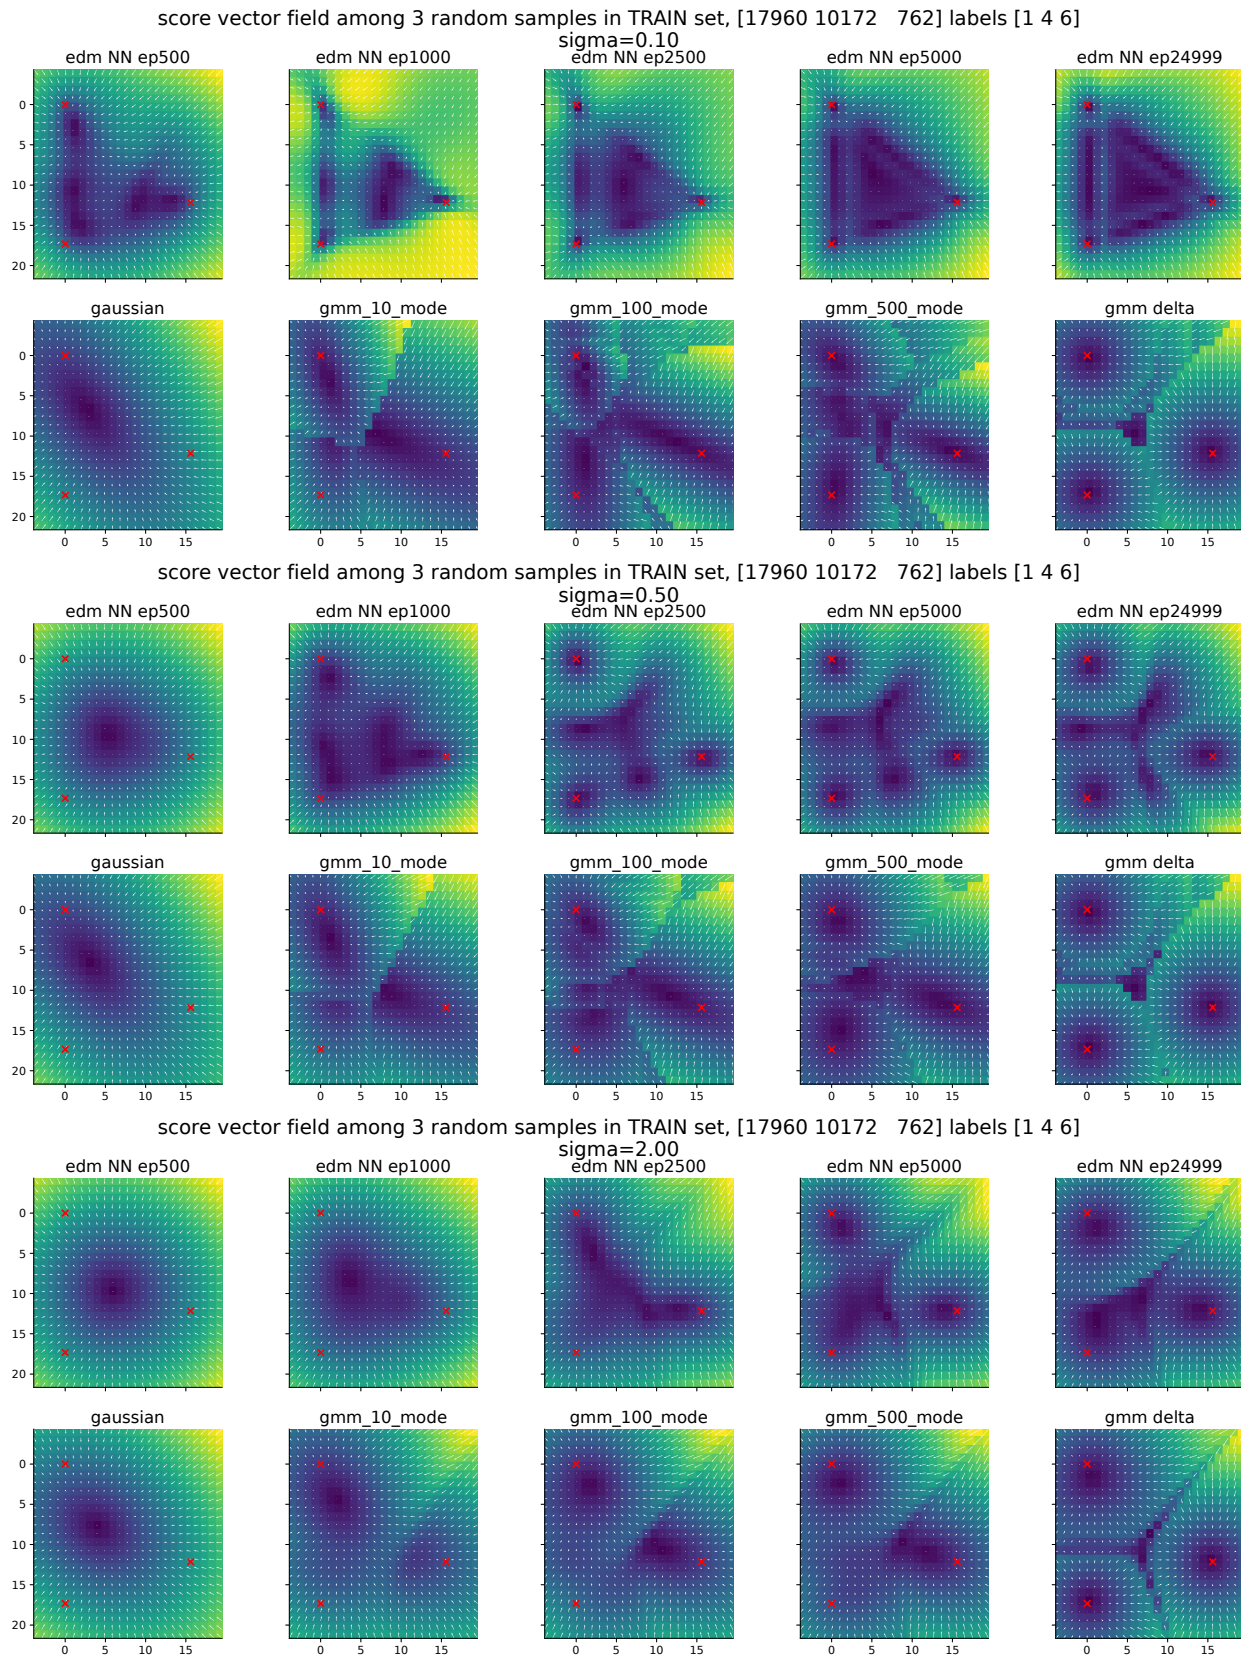 score vector field among 3 random samples in TRAIN set, [17960 10172   762] labels [1 4 6]
sigma=0.10
edm NN ep500 edm NN ep1000 edm NN ep2500 edm NN ep5000 edm NN ep24999
0
5
10
15
20
gaussian gmm_10_mode gmm_100_mode gmm_500_mode gmm delta
0
5
10
15
20
0 5 10 15 0 5 10 15 0 5 10 15 0 5 10 15 0 5 10 15
score vector field among 3 random samples in TRAIN set, [17960 10172   762] labels [1 4 6]
sigma=0.50
edm NN ep500 edm NN ep1000 edm NN ep2500 edm NN ep5000 edm NN ep24999
0
5
10
15
20
gaussian gmm_10_mode gmm_100_mode gmm_500_mode gmm delta
0
5
10
15
20
0 5 10 15 0 5 10 15 0 5 10 15 0 5 10 15 0 5 10 15
score vector field among 3 random samples in TRAIN set, [17960 10172   762] labels [1 4 6]
sigma=2.00
edm NN ep500 edm NN ep1000 edm NN ep2500 edm NN ep5000 edm NN ep24999
0
5
10
15
20
gaussian gmm_10_mode gmm_100_mode gmm_500_mode gmm delta
0
5
10
15
20
0 5 10 15 0 5 10 15 0 5 10 15 0 5 10 15 0 5 10 15